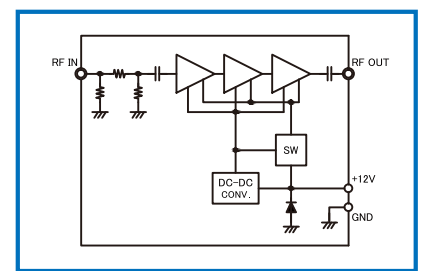 RF IN
RF OUT
SW
DC-DC
CONV.
+12V
GND